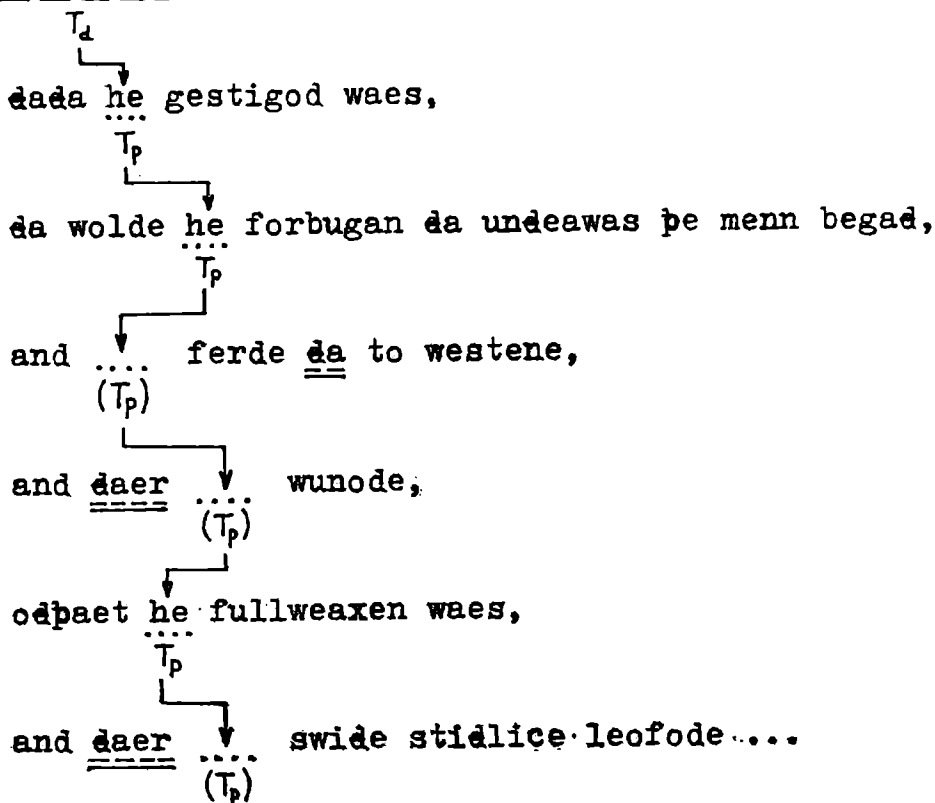 Td
đađa he gestigod waes,
Tp
đa wolde he forbugan đa unđeawas þe menn begađ,
Tp
and .... ferde đa to westene,
(Tp)
and đaer .... wunode,
(Tp)
ođþaet he fullweaxen waes,
Tp
and đaer .... swiđe stiđlice leofode ....
(Tp)